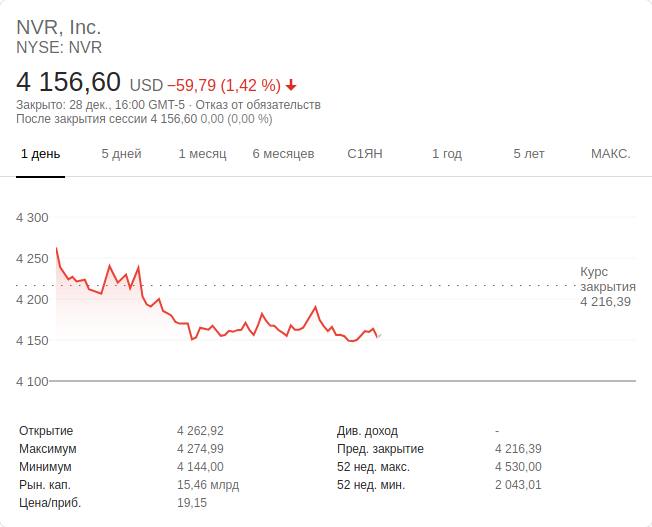 NVR, Inc.
NYSE: NVR
4 156,60 USD −59,79 (1,42 %)
Закрыто: 28 дек., 16:00 GMT-5 · Отказ от обязательств
После закрытия сессии 4 156,60 0,00 (0,00 %)
1 день 5 дней 1 месяц 6 месяцев С1ЯН 1 год 5 лет МАКС.
4 300
4 250
Курс
закрытия
4 216,39
4 200
4 150
4 100
Открытие 4 262,92 Див. доход -
Максимум 4 274,99 Пред. закрытие 4 216,39
Минимум 4 144,00 52 нед. макс. 4 530,00
Рын. кап. 15,46 млрд 52 нед. мин. 2 043,01
Цена/приб. 19,15